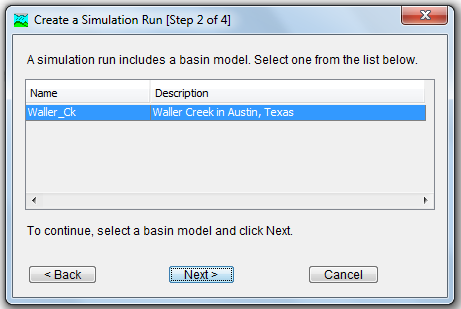 Create a Simulation Run [Step 2 of 4]
A simulation run includes a basin model. Select one from the list below.
Name Description
Waller_Ck Waller Creek in Austin, Texas
To continue, select a basin model and click Next.
< Back Next > Cancel